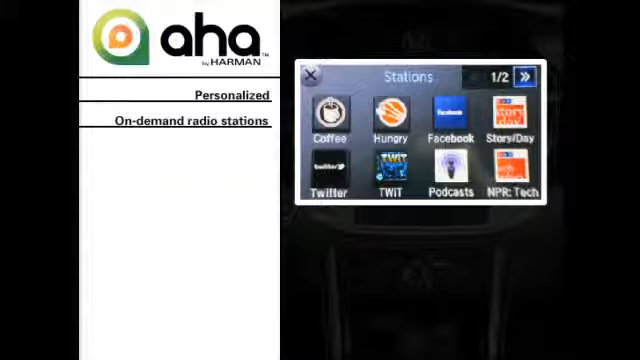 aha™
by HARMAN
Personalized
On-demand radio stations
Stations
1/2
Coffee Hungry Facebook Story/Day
Twitter TWiT Podcasts NPR: Tech